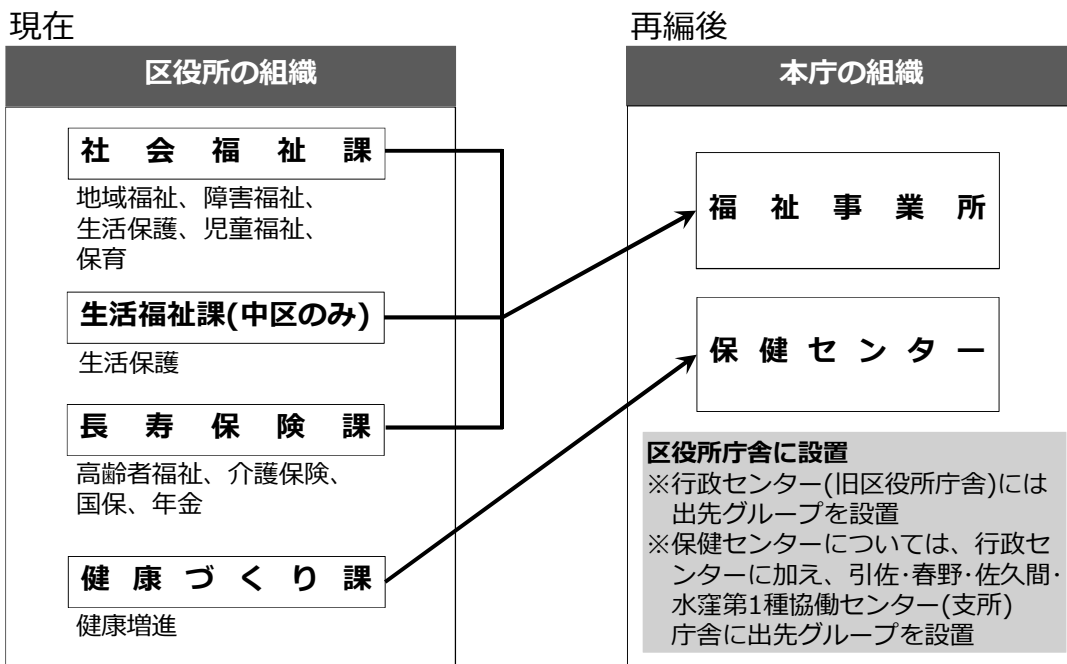 現在
区役所の組織
社会福祉課
地域福祉、障害福祉、
生活保護、児童福祉、
保育
生活福祉課(中区のみ)
生活保護
長寿保険課
高齢者福祉、介護保険、
国保、年金
健康づくり課
健康増進
再編後
本庁の組織
福祉事業所
保健センター
区役所庁舎に設置
※行政センター(旧区役所庁舎)には
出先グループを設置
※保健センターについては、行政セ
ンターに加え、引佐・春野・佐久間・
水窪第1種協働センター(支所)
庁舎に出先グループを設置